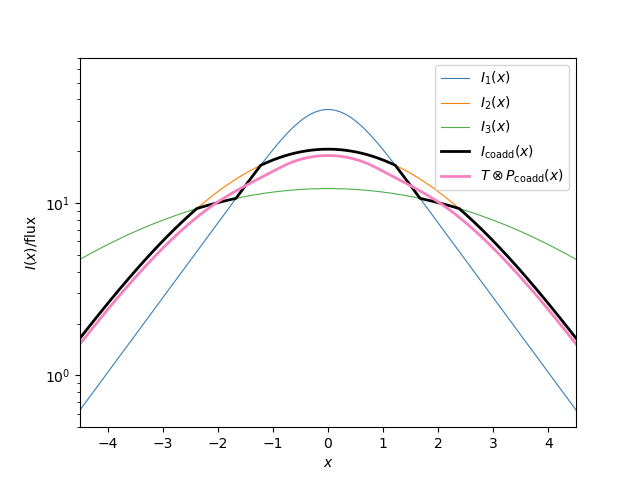 I₁(x)
I₂(x)
I₃(x)
I_coadd(x)
T ⊗ P_coadd(x)
I(x)/flux
10¹
10⁰
−4 −3 −2 −1 0 1 2 3 4
x